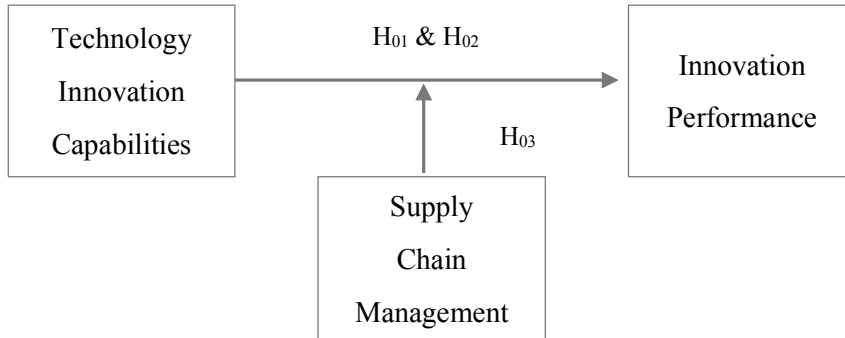 Technology
Innovation
Capabilities
H₀₁ & H₀₂
Innovation
Performance
H₀₃
Supply
Chain
Management